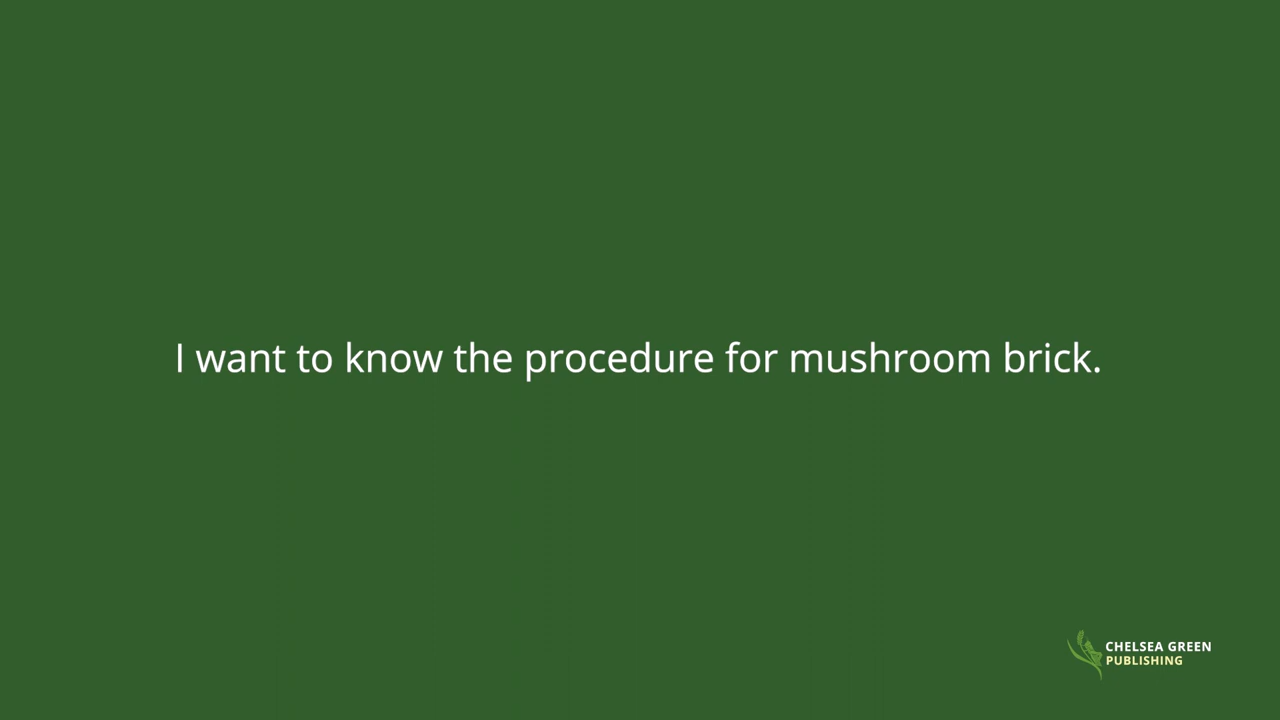 I want to know the procedure for mushroom brick.
CHELSEA GREEN
PUBLISHING